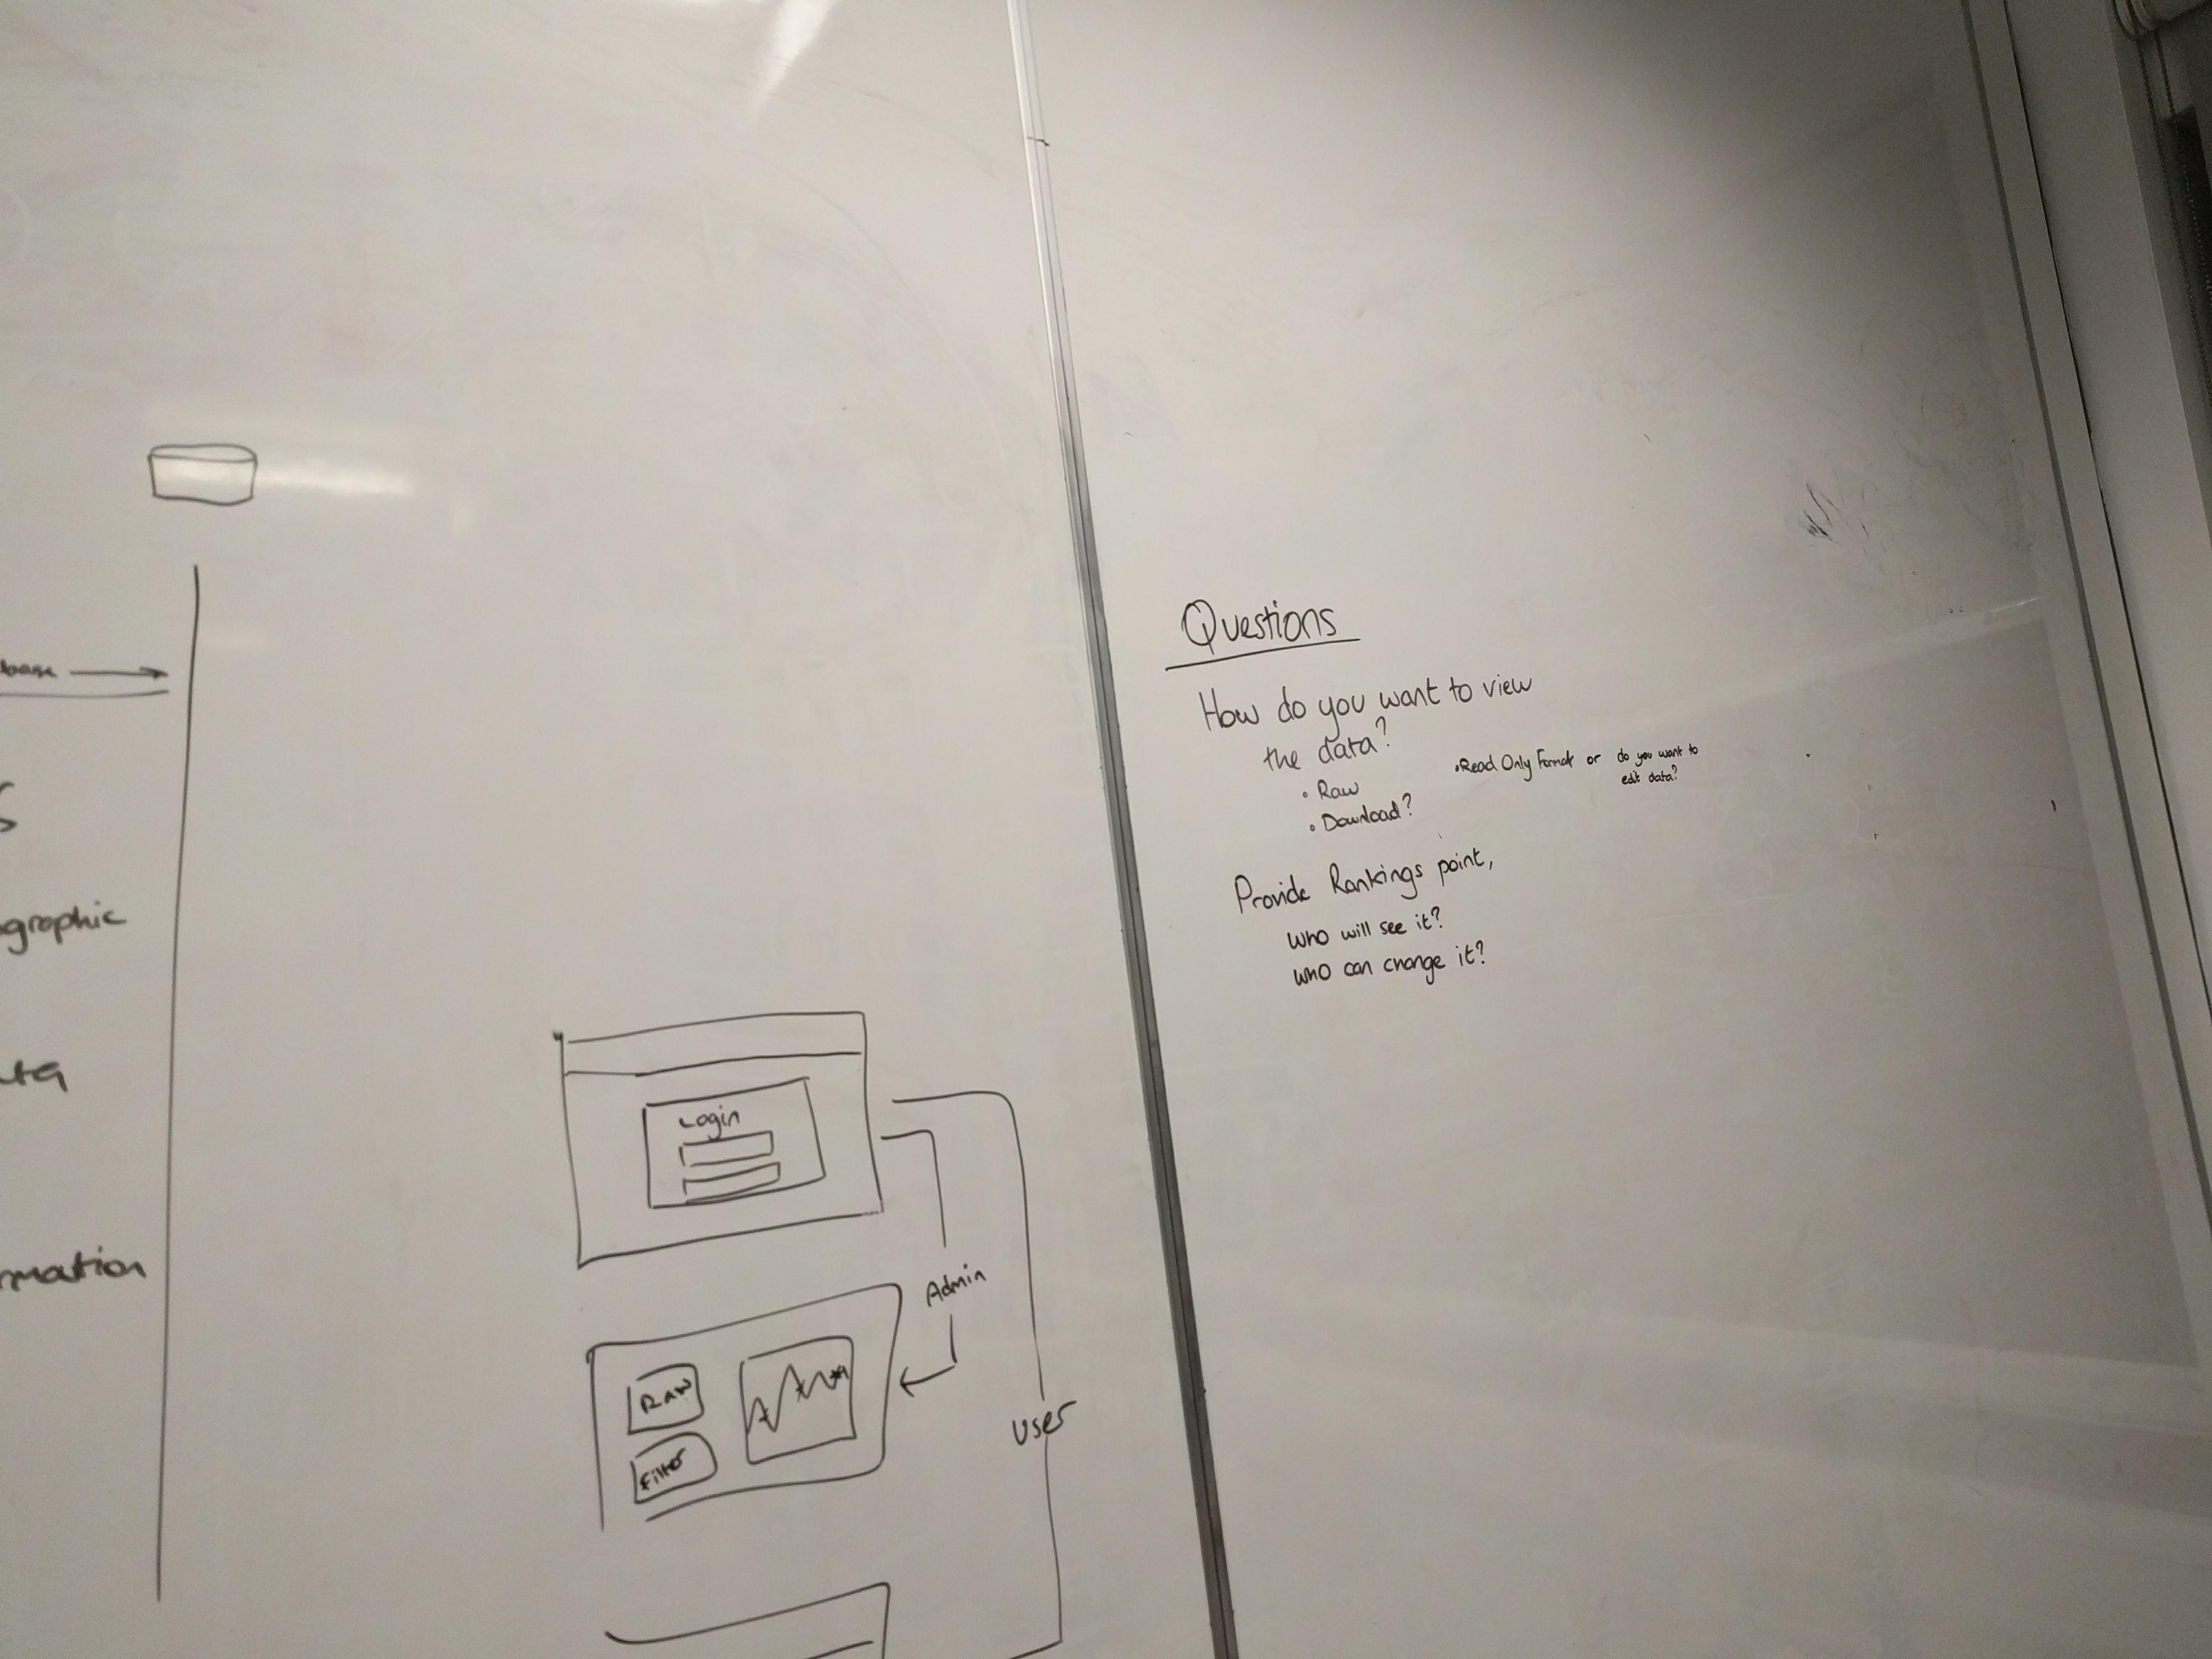 base
graphic
rmation
Login
Admin
Raw
Filter
User
Questions
How do you want to view
the data?
• Raw
• Download?
• Read Only Format or do you want to
edit data?
Provide Rankings point,
who will see it?
who can change it?